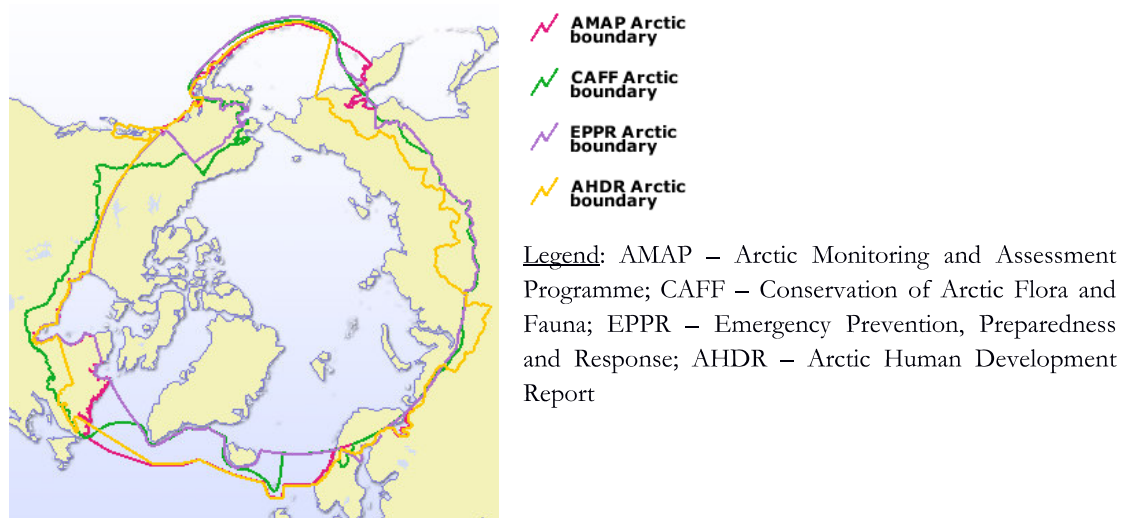 AMAP Arctic
boundary
CAFF Arctic
boundary
EPPR Arctic
boundary
AHDR Arctic
boundary
Legend: AMAP – Arctic Monitoring and Assessment
Programme; CAFF – Conservation of Arctic Flora and
Fauna; EPPR – Emergency Prevention, Preparedness
and Response; AHDR – Arctic Human Development
Report